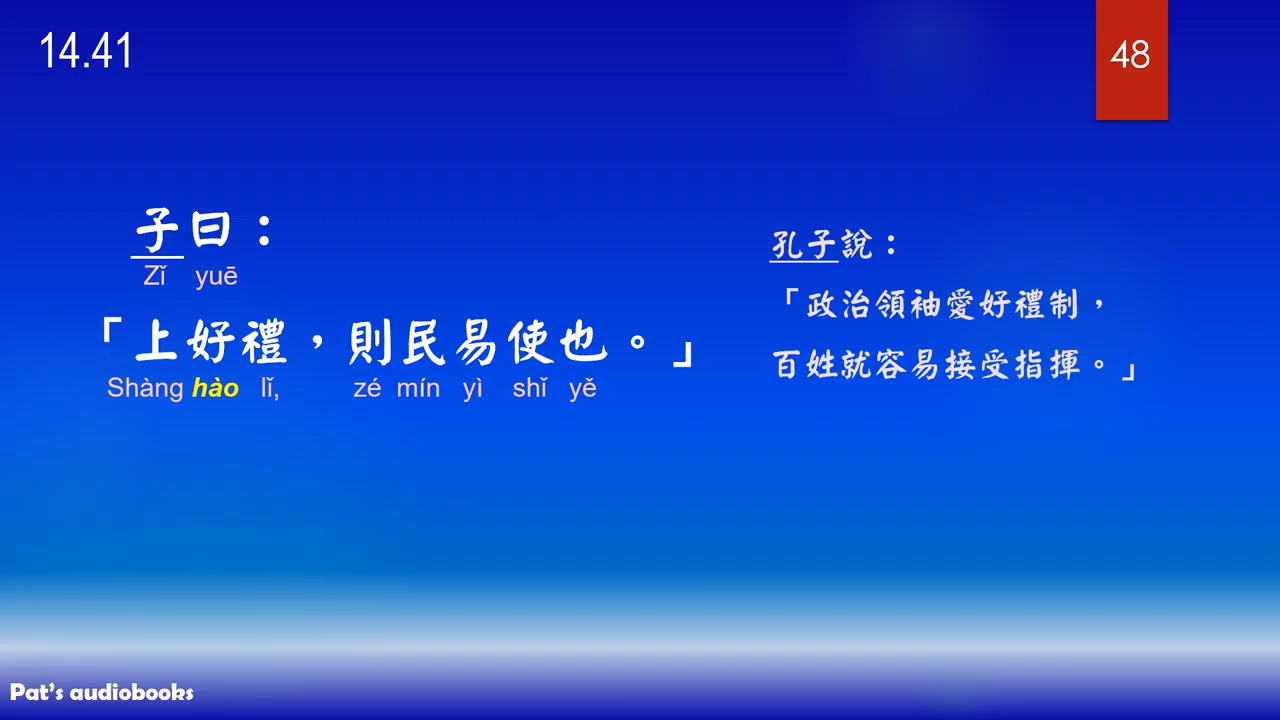 14.41
48
子曰：
Zǐ yuē
「上好禮，則民易使也。」
Shàng hào lǐ, zé mín yì shǐ yě
孔子說：
「政治領袖愛好禮制，
百姓就容易接受指揮。」
Pat's audiobooks